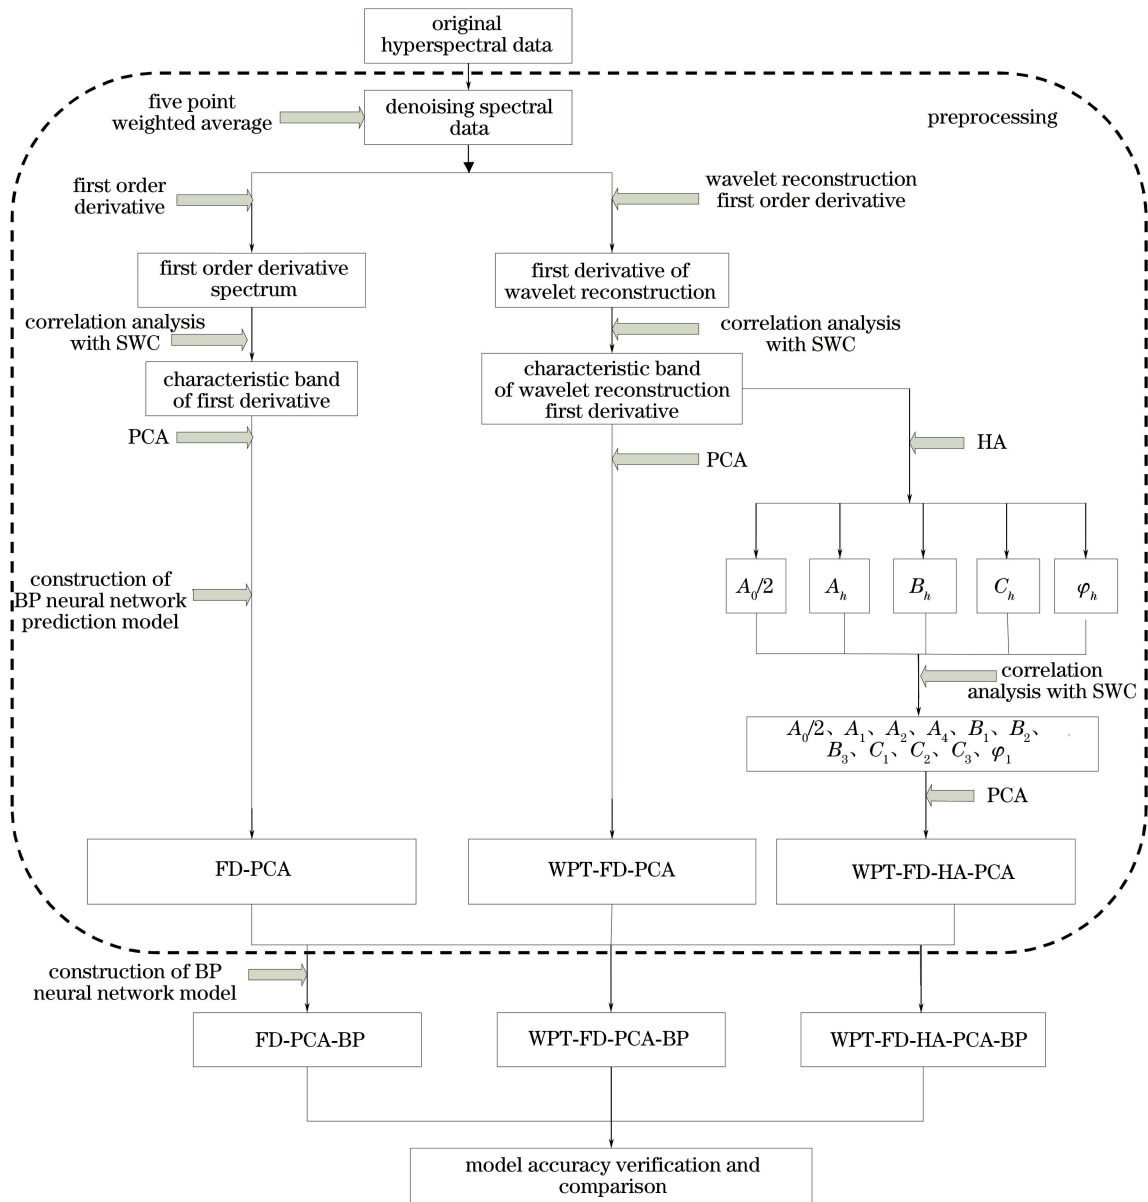 original
hyperspectral data
five point
weighted average
denoising spectral
data
preprocessing
first order
derivative
wavelet reconstruction
first order derivative
first order derivative
spectrum
first derivative of
wavelet reconstruction
correlation analysis
with SWC
correlation analysis
with SWC
characteristic band
of first derivative
characteristic band
of wavelet reconstruction
first derivative
PCA
PCA
HA
construction of
BP neural network
prediction model
A₀/2
Aₕ
Bₕ
Cₕ
φₕ
correlation
analysis with SWC
A₀/2、A₁、A₂、A₄、B₁、B₂、
B₃、C₁、C₂、C₃、φ₁
PCA
FD-PCA
WPT-FD-PCA
WPT-FD-HA-PCA
construction of BP
neural network model
FD-PCA-BP
WPT-FD-PCA-BP
WPT-FD-HA-PCA-BP
model accuracy verification and
comparison